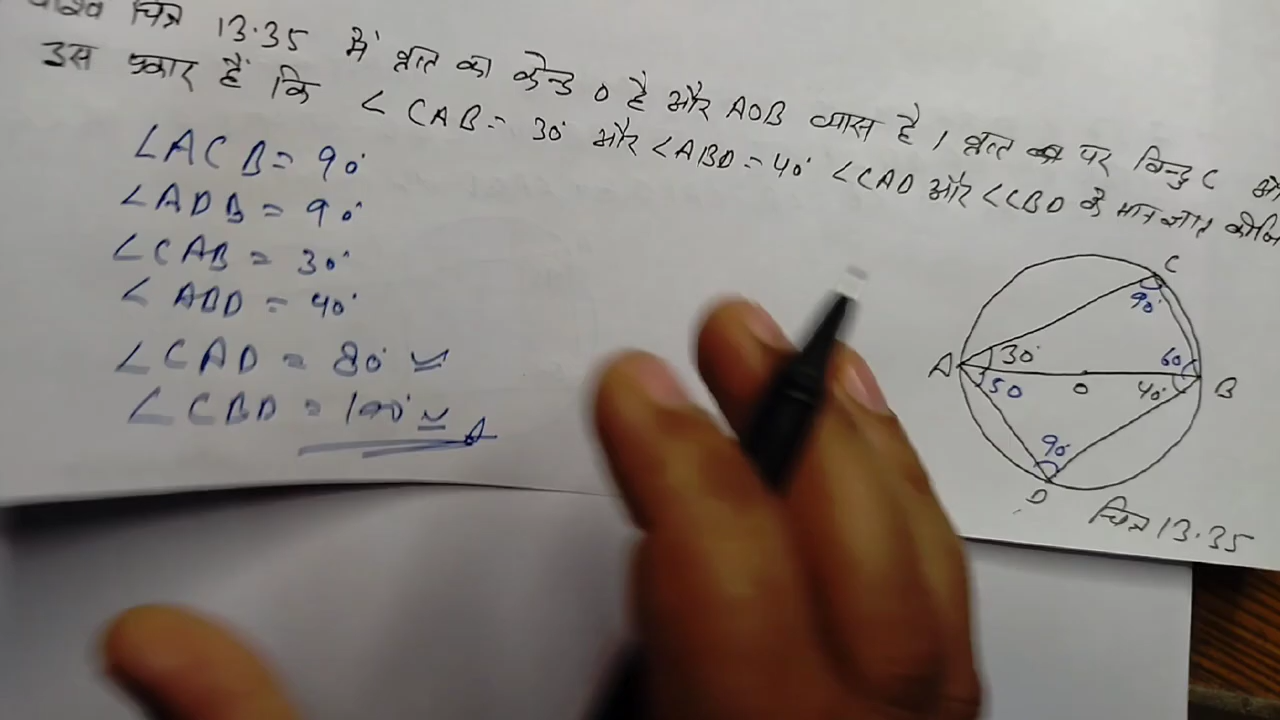 चित्र 13.35 में वृत्त का केन्द्र O है और AOB व्यास है । वृत्त पर बिन्दु C
उस प्रकार हैं कि ∠CAB = 30° और ∠ABD = 40° ∠CAD और ∠CBD के मान ज्ञात
∠ACB = 90°
∠ADB = 90°
∠CAB = 30°
∠ABD = 40°
∠CAD = 80°
∠CBD = 100°
C
90°
A
30°
60°
50
O
40°
B
90°
D
चित्र 13.35